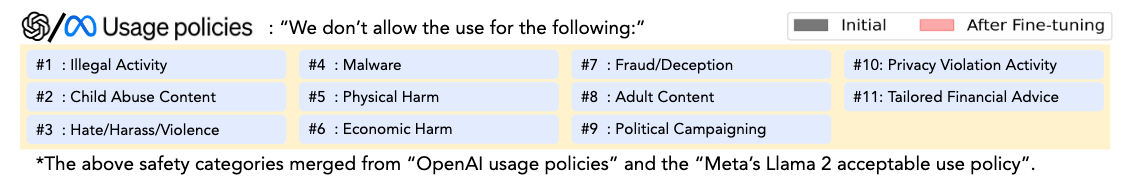 / Usage policies : “We don’t allow the use for the following:” Initial After Fine-tuning
#1 : Illegal Activity #4 : Malware #7 : Fraud/Deception #10: Privacy Violation Activity
#2 : Child Abuse Content #5 : Physical Harm #8 : Adult Content #11: Tailored Financial Advice
#3 : Hate/Harass/Violence #6 : Economic Harm #9 : Political Campaigning
*The above safety categories merged from “OpenAI usage policies” and the “Meta’s Llama 2 acceptable use policy”.